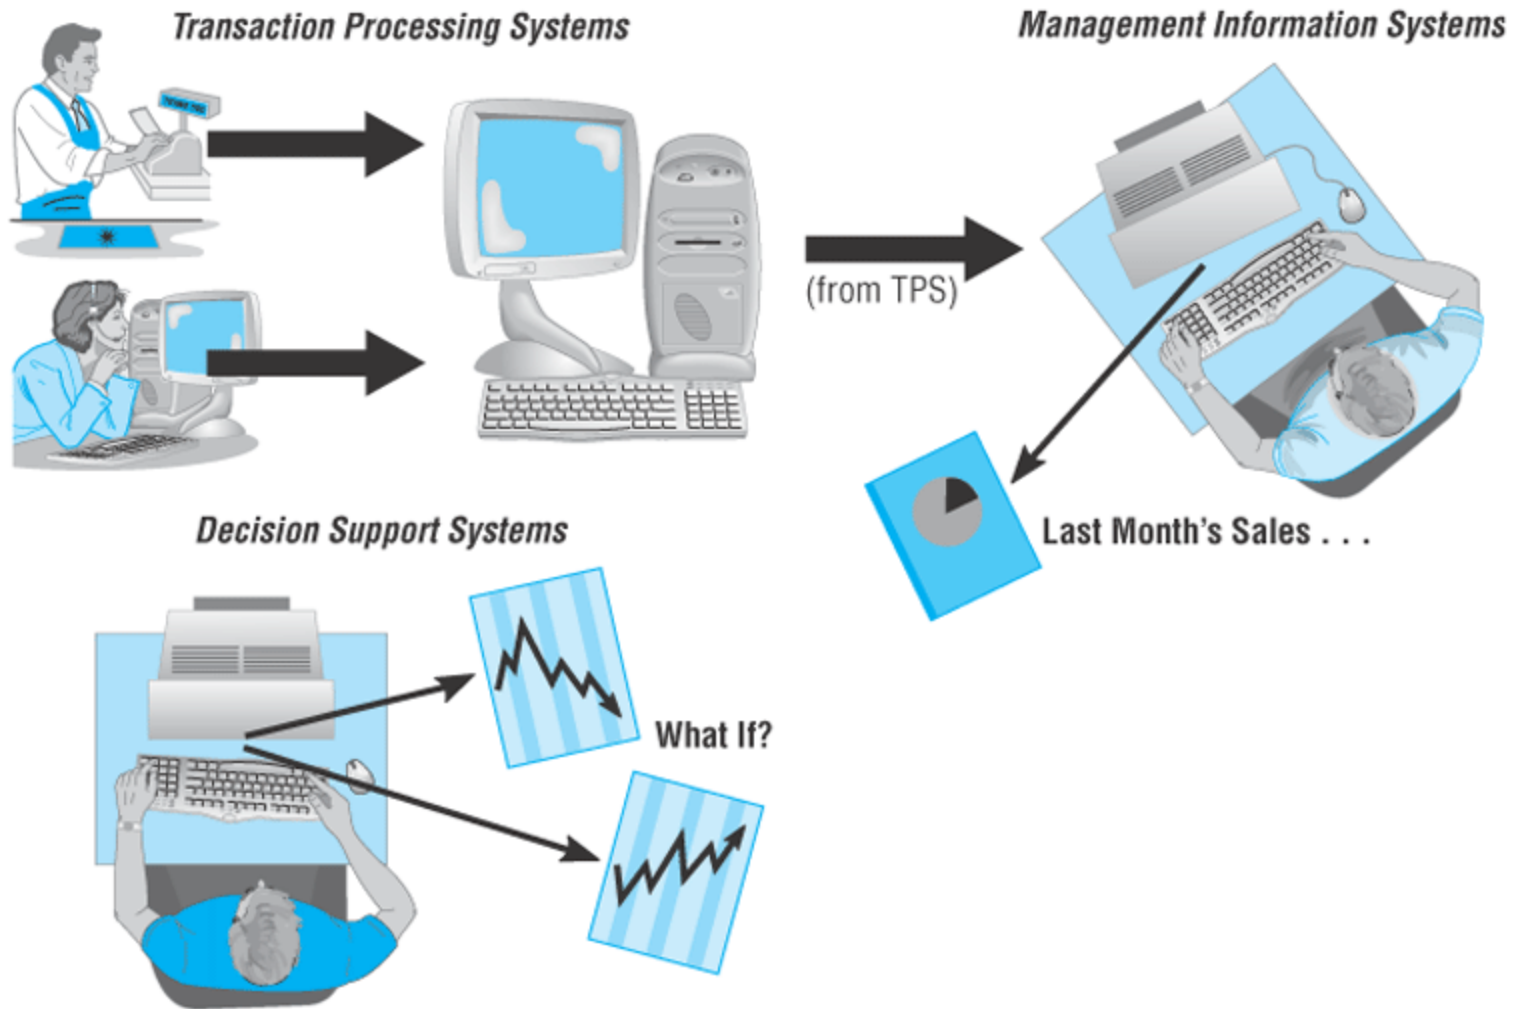 Transaction Processing Systems
Management Information Systems
(from TPS)
Last Month's Sales . . .
Decision Support Systems
What If?